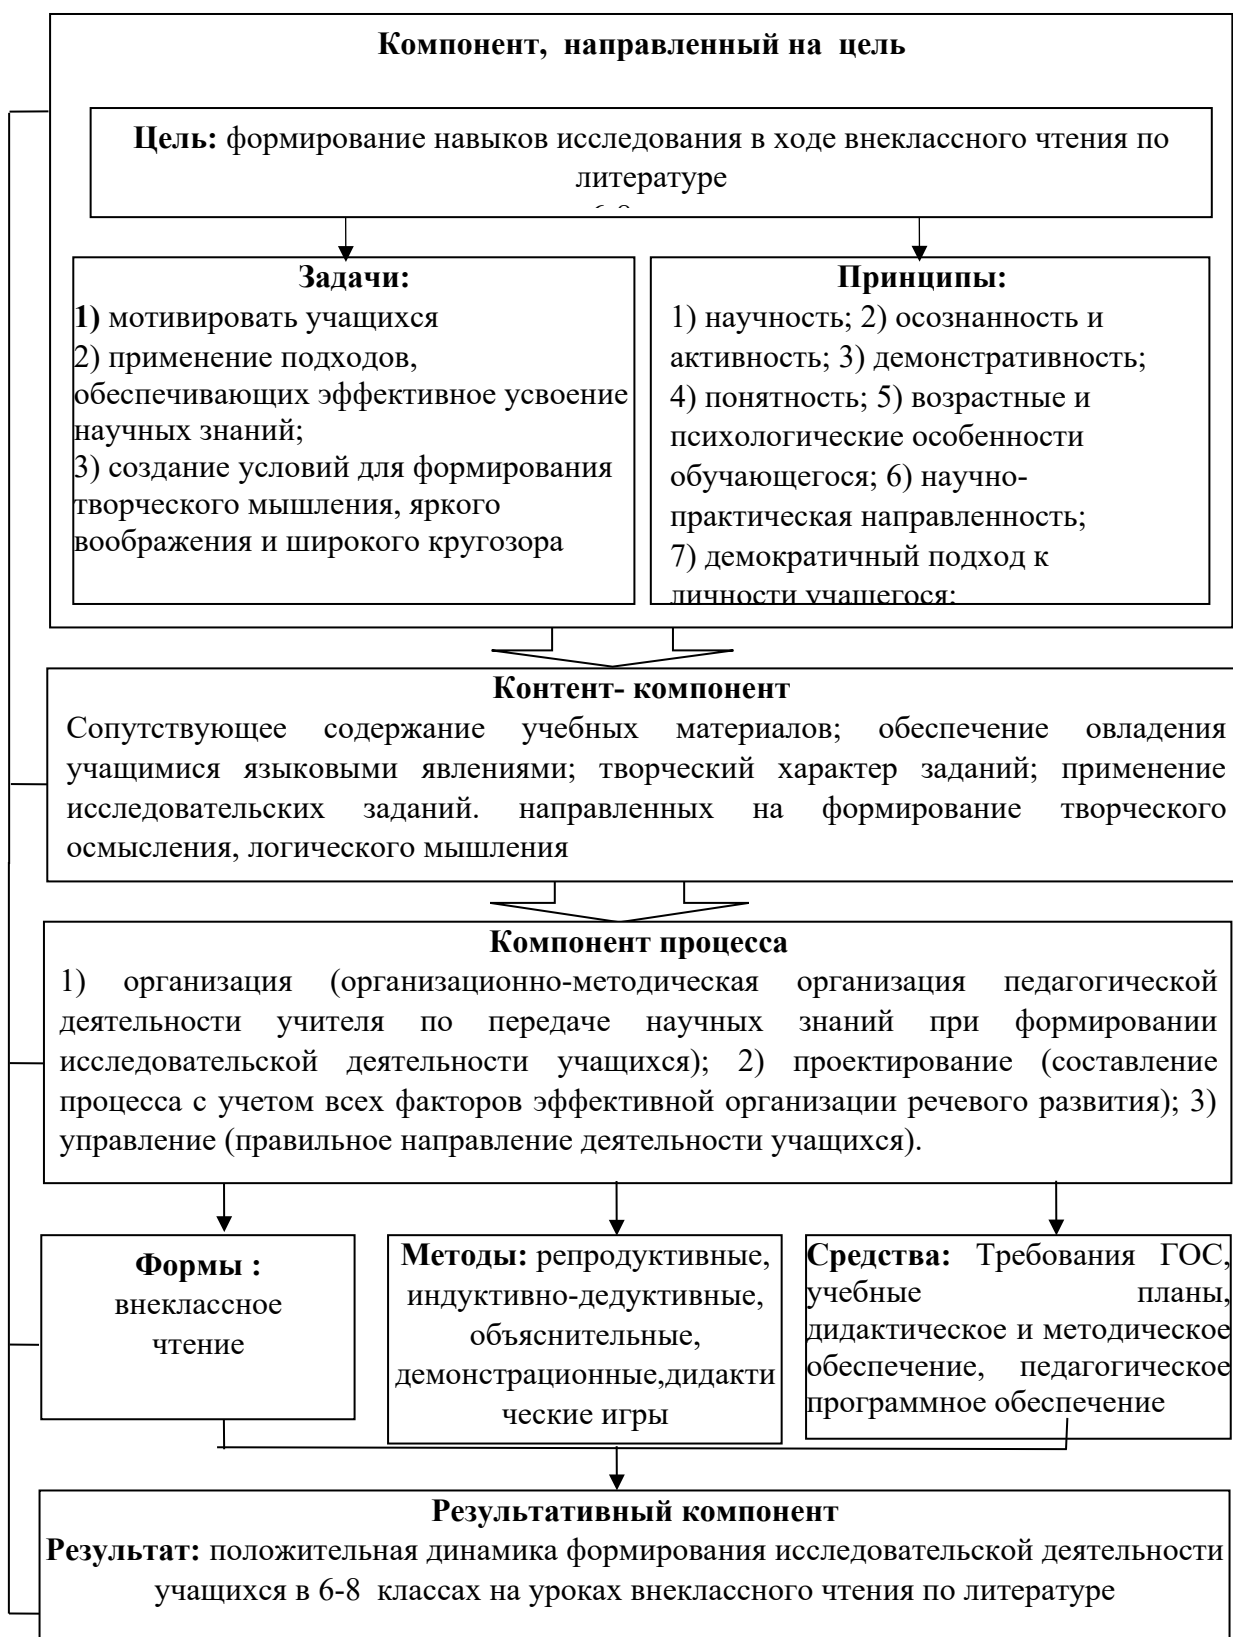 Компонент, направленный на цель
Цель: формирование навыков исследования в ходе внеклассного чтения по
литературе
Задачи:
1) мотивировать учащихся
2) применение подходов,
обеспечивающих эффективное усвоение
научных знаний;
3) создание условий для формирования
творческого мышления, яркого
воображения и широкого кругозора
Принципы:
1) научность; 2) осознанность и
активность; 3) демонстративность;
4) понятность; 5) возрастные и
психологические особенности
обучающегося; 6) научно-
практическая направленность;
7) демократичный подход к
личности учащегося;
Контент- компонент
Сопутствующее содержание учебных материалов; обеспечение овладения
учащимися языковыми явлениями; творческий характер заданий; применение
исследовательских заданий. направленных на формирование творческого
осмысления, логического мышления
Компонент процесса
1) организация (организационно-методическая организация педагогической
деятельности учителя по передаче научных знаний при формировании
исследовательской деятельности учащихся); 2) проектирование (составление
процесса с учетом всех факторов эффективной организации речевого развития); 3)
управление (правильное направление деятельности учащихся).
Формы :
внеклассное
чтение
Методы: репродуктивные,
индуктивно-дедуктивные,
объяснительные,
демонстрационные,дидакти
ческие игры
Средства: Требования ГОС,
учебные планы,
дидактическое и методическое
обеспечение, педагогическое
программное обеспечение
Результативный компонент
Результат: положительная динамика формирования исследовательской деятельности
учащихся в 6-8 классах на уроках внеклассного чтения по литературе